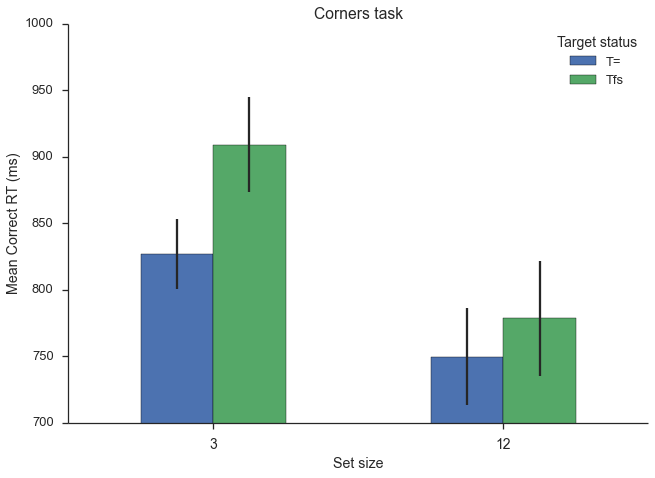 Corners task
1000
950
900
850
800
750
700
Mean Correct RT (ms)
Target status
T=
Tfs
3
12
Set size